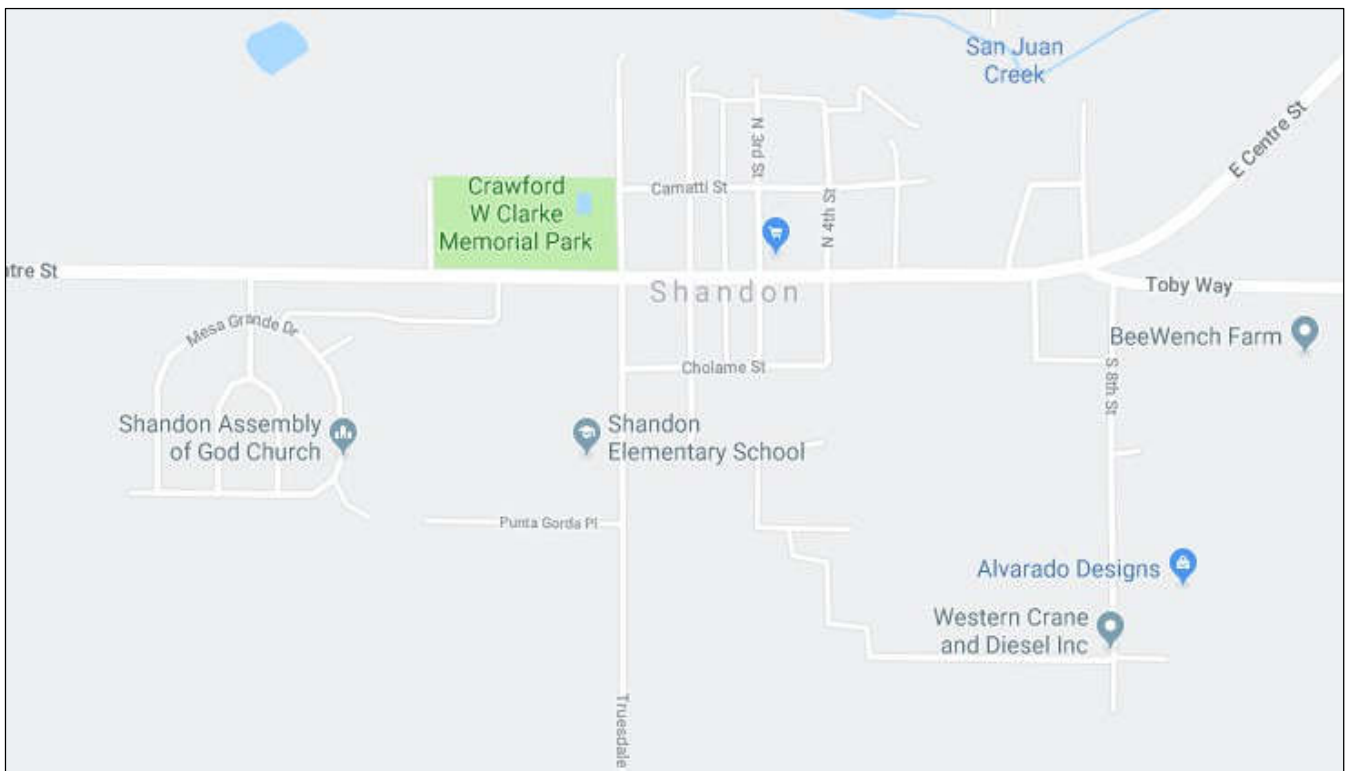 San Juan
Creek
E Centre St
N 3rd St
Crawford
W Clarke
Memorial Park
Camatti St
N 4th St
ntre St
Shandon
Toby Way
Mesa Grande Dr
BeeWench Farm
Cholame St
S 8th St
Shandon Assembly
of God Church
Shandon
Elementary School
Punta Gorda Pl
Alvarado Designs
Western Crane
and Diesel Inc
Truesdale